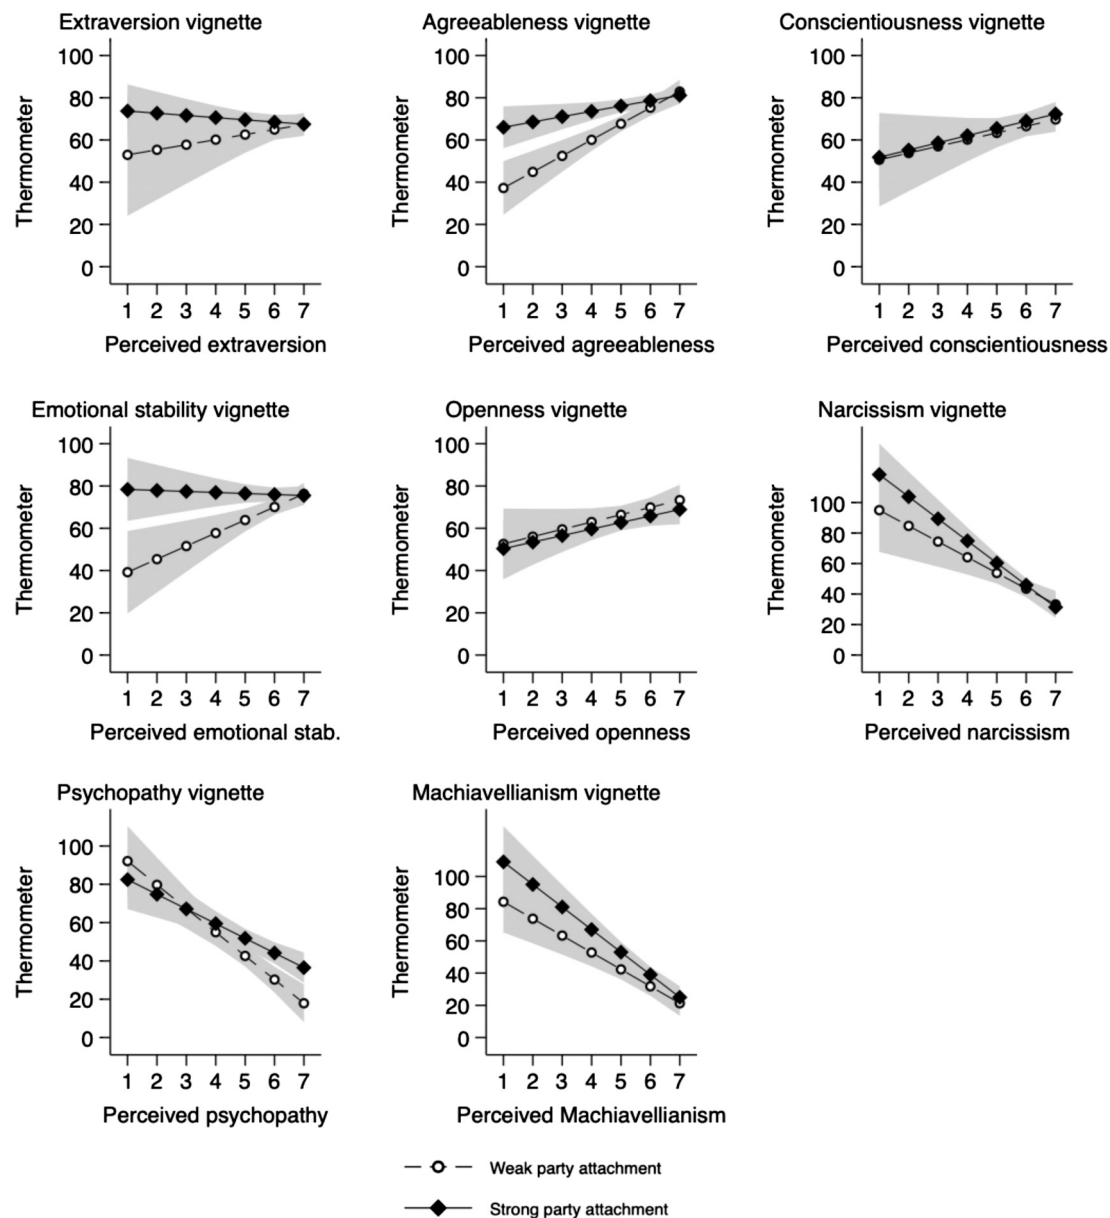 Extraversion vignette
100
80
60
40
20
0
Thermometer
1 2 3 4 5 6 7
Perceived extraversion
Agreeableness vignette
100
80
60
40
20
0
Thermometer
1 2 3 4 5 6 7
Perceived agreeableness
Conscientiousness vignette
100
80
60
40
20
0
Thermometer
1 2 3 4 5 6 7
Perceived conscientiousness
Emotional stability vignette
100
80
60
40
20
0
Thermometer
1 2 3 4 5 6 7
Perceived emotional stab.
Openness vignette
100
80
60
40
20
0
Thermometer
1 2 3 4 5 6 7
Perceived openness
Narcissism vignette
100
80
60
40
20
0
Thermometer
1 2 3 4 5 6 7
Perceived narcissism
Psychopathy vignette
100
80
60
40
20
0
Thermometer
1 2 3 4 5 6 7
Perceived psychopathy
Machiavellianism vignette
100
80
60
40
20
0
Thermometer
1 2 3 4 5 6 7
Perceived Machiavellianism
Weak party attachment
Strong party attachment